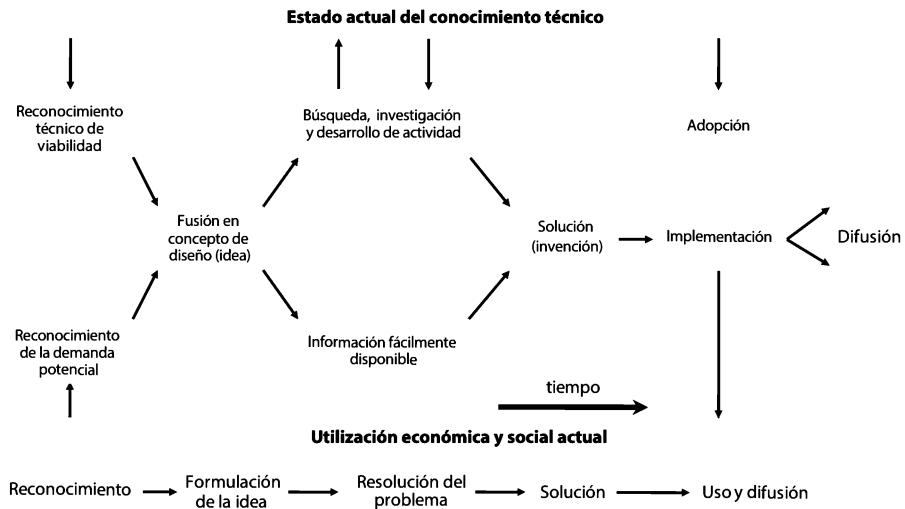 Estado actual del conocimiento técnico
Reconocimiento
técnico de
viabilidad
Búsqueda, investigación
y desarrollo de actividad
Adopción
Fusión en
concepto de
diseño (idea)
Solución
(invención)
Implementación
Difusión
Reconocimiento
de la demanda
potencial
Información fácilmente
disponible
tiempo
Utilización económica y social actual
Reconocimiento
Formulación
de la idea
Resolución del
problema
Solución
Uso y difusión